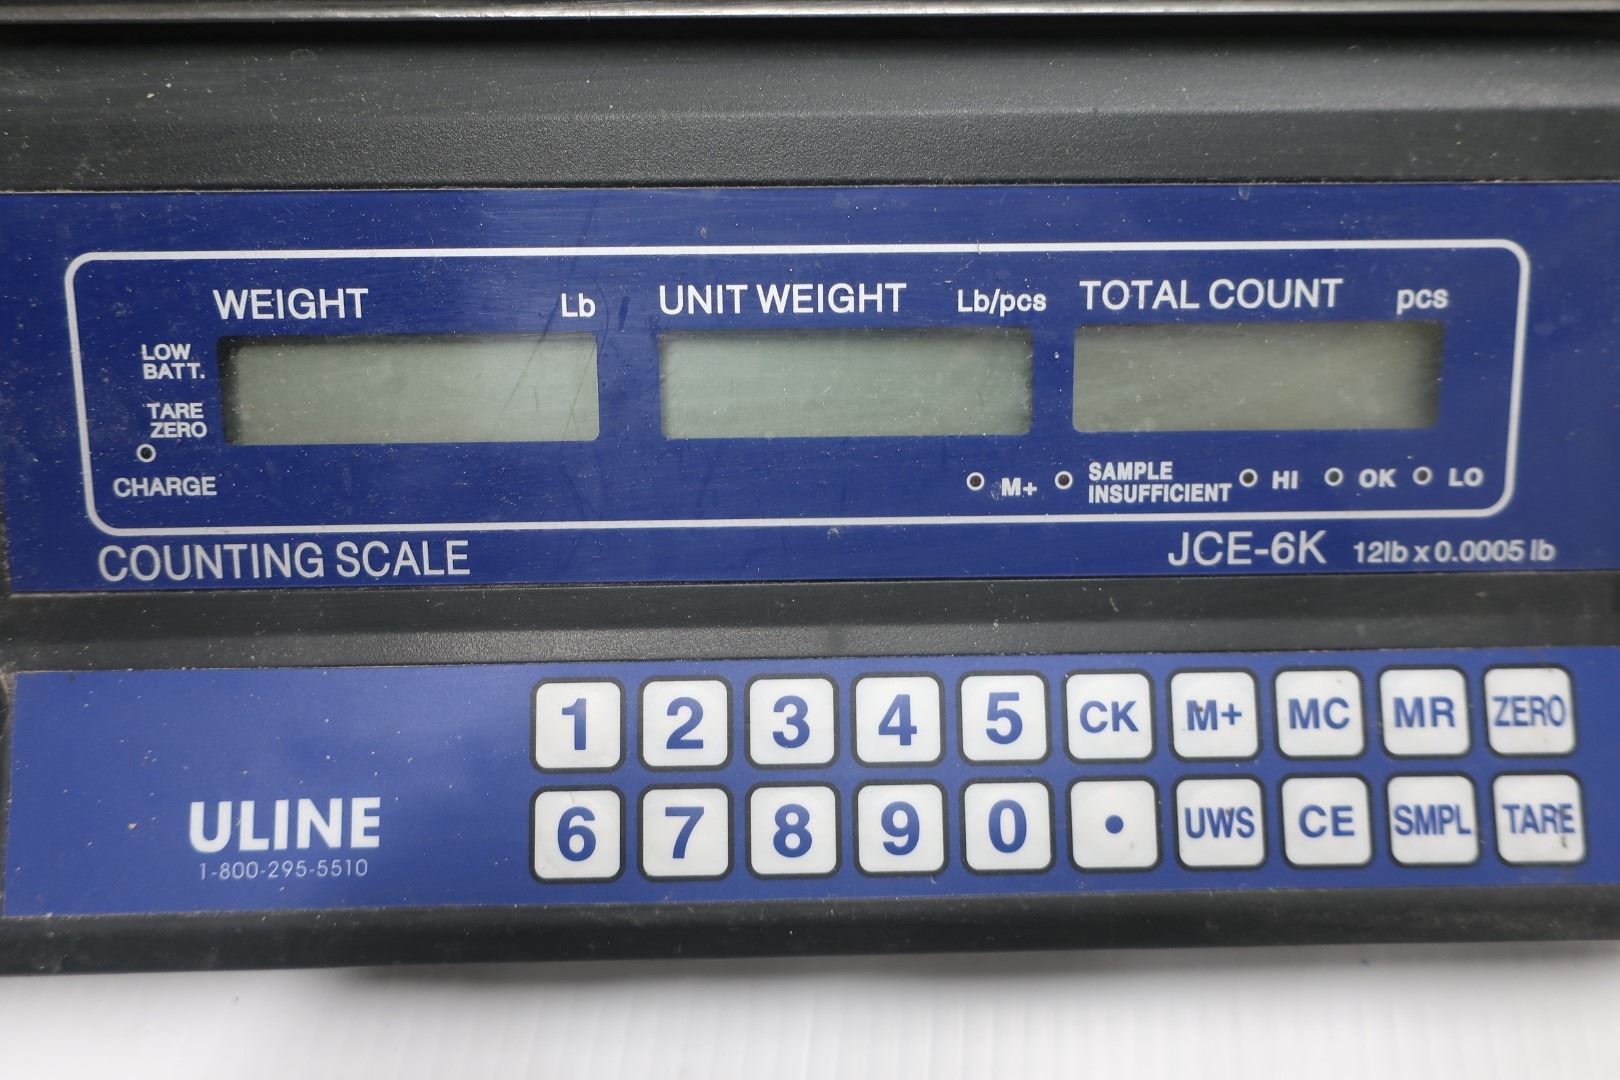 WEIGHT Lb UNIT WEIGHT Lb/pcs TOTAL COUNT pcs
LOW
BATT.
TARE
ZERO
CHARGE
M+ SAMPLE
INSUFFICIENT HI OK LO
COUNTING SCALE JCE-6K 12lb x 0.0005 lb
1 2 3 4 5 CK M+ MC MR ZERO
6 7 8 9 0 • UWS CE SMPL TARE
ULINE
1-800-295-5510